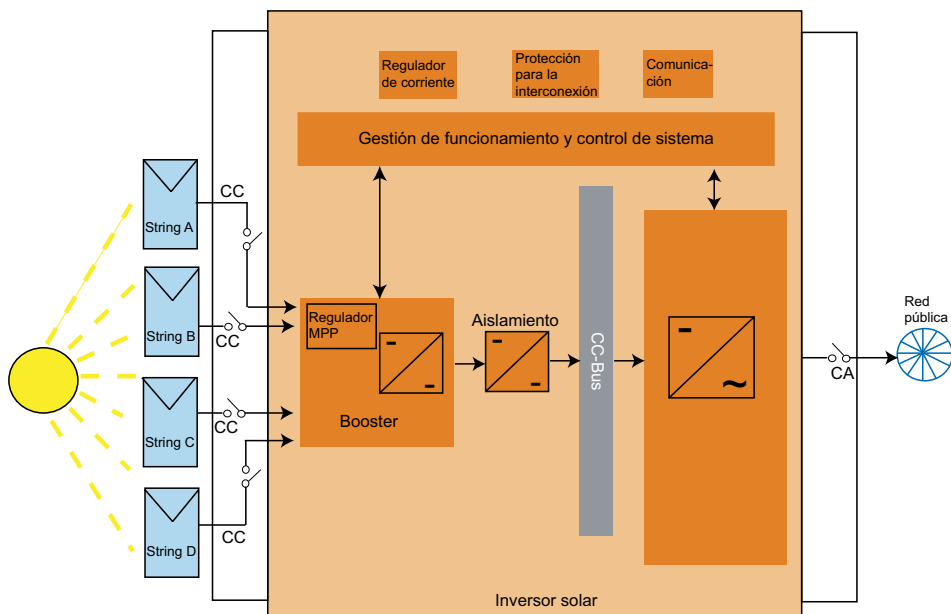 Regulador
de corriente
Protección
para la
interconexión
Comunica-
ción
Gestión de funcionamiento y control de sistema
CC
String A
String B
CC
String C
CC
String D
CC
Regulador
MPP
Booster
Aislamiento
CC-Bus
CA
Red
pública
Inversor solar